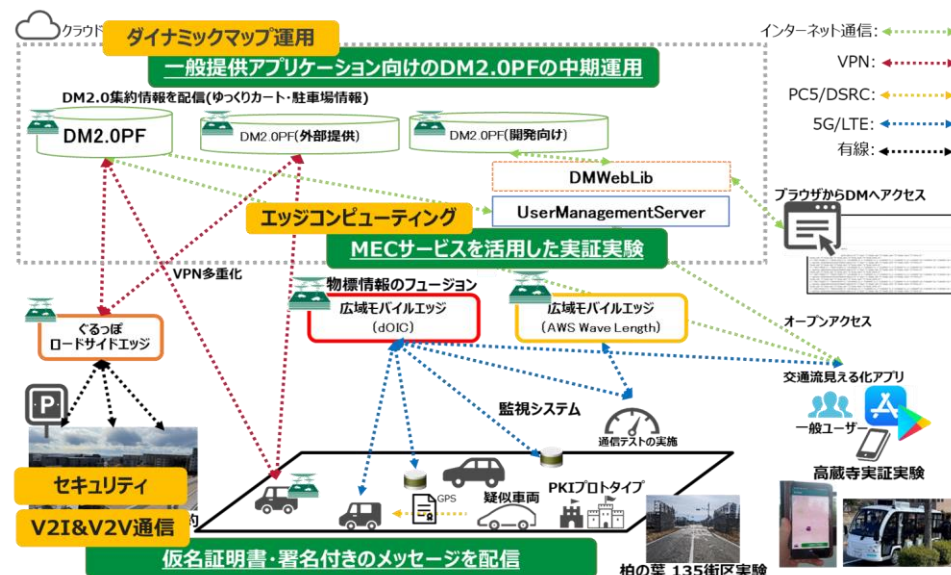 クラウド
ダイナミックマップ運用
一般提供アプリケーション向けのDM2.0PFの中期運用
インターネット通信:
VPN:
PC5/DSRC:
5G/LTE:
有線:
DM2.0集約情報を配信(ゆっくりカート・駐車場情報)
DM2.0PF
DM2.0PF(外部提供)
DM2.0PF(開発向け)
DMWebLib
UserManagementServer
ブラウザからDMへアクセス
エッジコンピューティング
MECサービスを活用した実証実験
VPN多重化
物標情報のフュージョン
広域モバイルエッジ
(dOIC)
広域モバイルエッジ
(AWS Wave Length)
ぐるっぽ
ロードサイドエッジ
オープンアクセス
交通流見える化アプリ
一般ユーザー
高蔵寺実証実験
監視システム
通信テストの実施
P
セキュリティ
V2I&V2V通信
的
GPS
疑似車両
PKIプロトタイプ
仮名証明書・署名付きのメッセージを配信
柏の葉 135街区実験